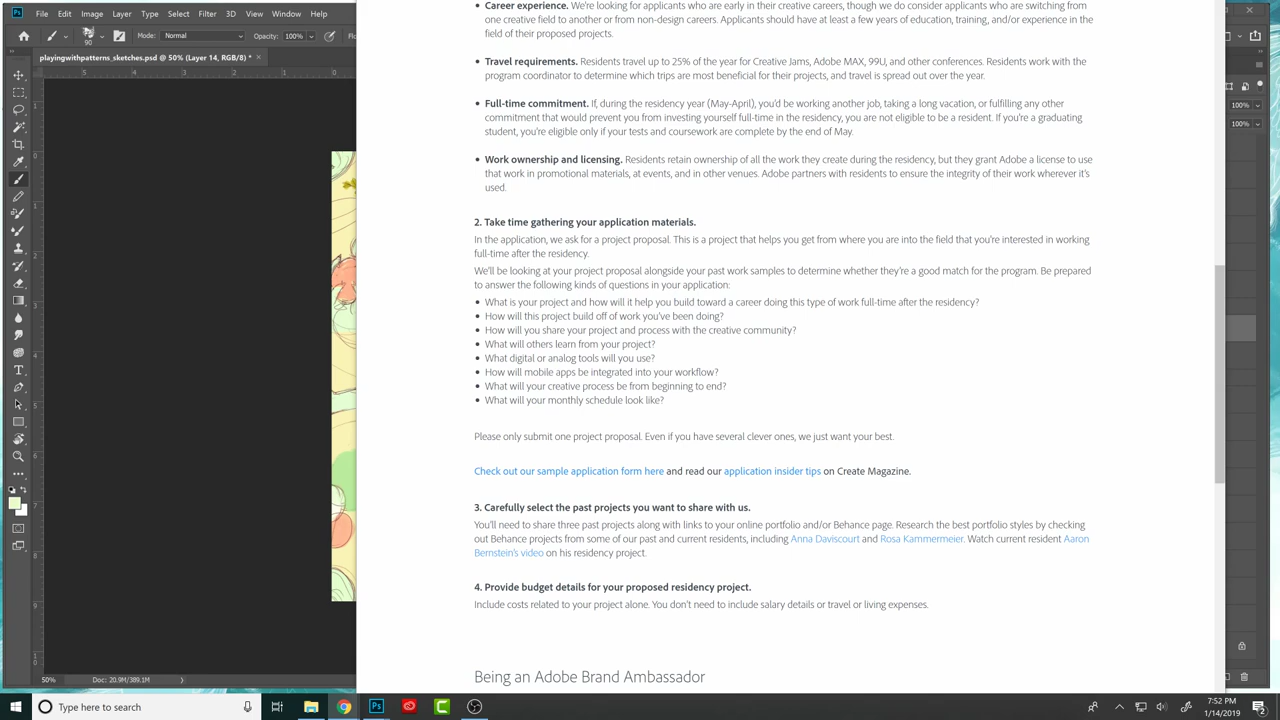 File Edit Image Layer Type Select Filter 3D View Window Help
90 Mode: Normal Opacity: 100%
playingwithpatterns_sketches.psd @ 50% (Layer 14, RGB/8) * ×
• Career experience. We're looking for applicants who are early in their creative careers, though we do consider applicants who are switching from
one creative field to another or from non-design careers. Applicants should have at least a few years of education, training, and/or experience in the
field of their proposed projects.
• Travel requirements. Residents travel up to 25% of the year for Creative Jams, Adobe MAX, 99U, and other conferences. Residents work with the
program coordinator to determine which trips are most beneficial for their projects, and travel is spread out over the year.
• Full-time commitment. If, during the residency year (May-April), you'd be working another job, taking a long vacation, or fulfilling any other
commitment that would prevent you from investing yourself full-time in the residency, you are not eligible to be a resident. If you're a graduating
student, you're eligible only if your tests and coursework are complete by the end of May.
• Work ownership and licensing. Residents retain ownership of all the work they create during the residency, but they grant Adobe a license to use
that work in promotional materials, at events, and in other venues. Adobe partners with residents to ensure the integrity of their work wherever it's
used.
2. Take time gathering your application materials.
In the application, we ask for a project proposal. This is a project that helps you get from where you are into the field that you're interested in working
full-time after the residency.
We'll be looking at your project proposal alongside your past work samples to determine whether they're a good match for the program. Be prepared
to answer the following kinds of questions in your application:
• What is your project and how will it help you build toward a career doing this type of work full-time after the residency?
• How will this project build off of work you've been doing?
• How will you share your project and process with the creative community?
• What will others learn from your project?
• What digital or analog tools will you use?
• How will mobile apps be integrated into your workflow?
• What will your creative process be from beginning to end?
• What will your monthly schedule look like?
Please only submit one project proposal. Even if you have several clever ones, we just want your best.
Check out our sample application form here and read our application insider tips on Create Magazine.
3. Carefully select the past projects you want to share with us.
You'll need to share three past projects along with links to your online portfolio and/or Behance page. Research the best portfolio styles by checking
out Behance projects from some of our past and current residents, including Anna Daviscourt and Rosa Kammermeier. Watch current resident Aaron
Bernstein's video on his residency project.
4. Provide budget details for your proposed residency project.
Include costs related to your project alone. You don't need to include salary details or travel or living expenses.
Being an Adobe Brand Ambassador
100%
100%
50% Doc: 20.9M/389.1M
Type here to search
7:52 PM
1/14/2019